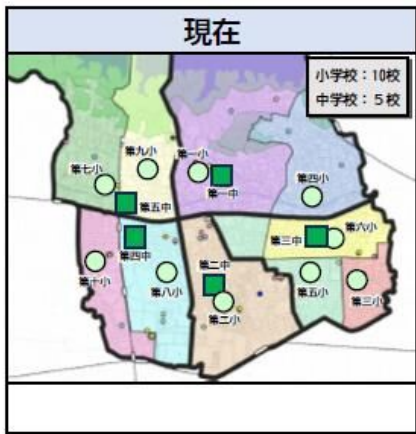 現在
小学校：10校
中学校：５校
第九小
第一小
第七小
第四小
第一中
第五中
第六小
第三中
第四中
第二中
第十小
第八小
第五小
第三小
第二小